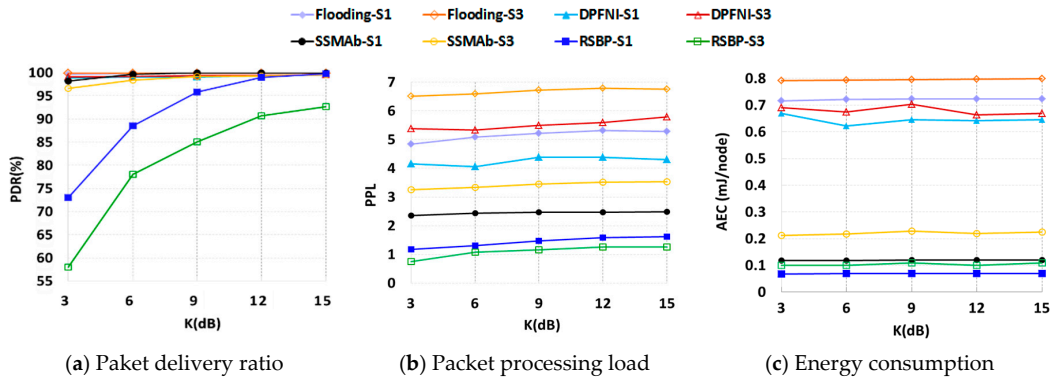 Flooding-S1 Flooding-S3 DPFNI-S1 DPFNI-S3
SSMAb-S1 SSMAb-S3 RSBP-S1 RSBP-S3
PDR(%)
100
95
90
85
80
75
70
65
60
55
3 6 9 12 15
K(dB)
(a) Paket delivery ratio
PPL
7
6
5
4
3
2
1
0
3 6 9 12 15
K(dB)
(b) Packet processing load
AEC (mJ/node)
0.8
0.7
0.6
0.5
0.4
0.3
0.2
0.1
0
3 6 9 12 15
K(dB)
(c) Energy consumption